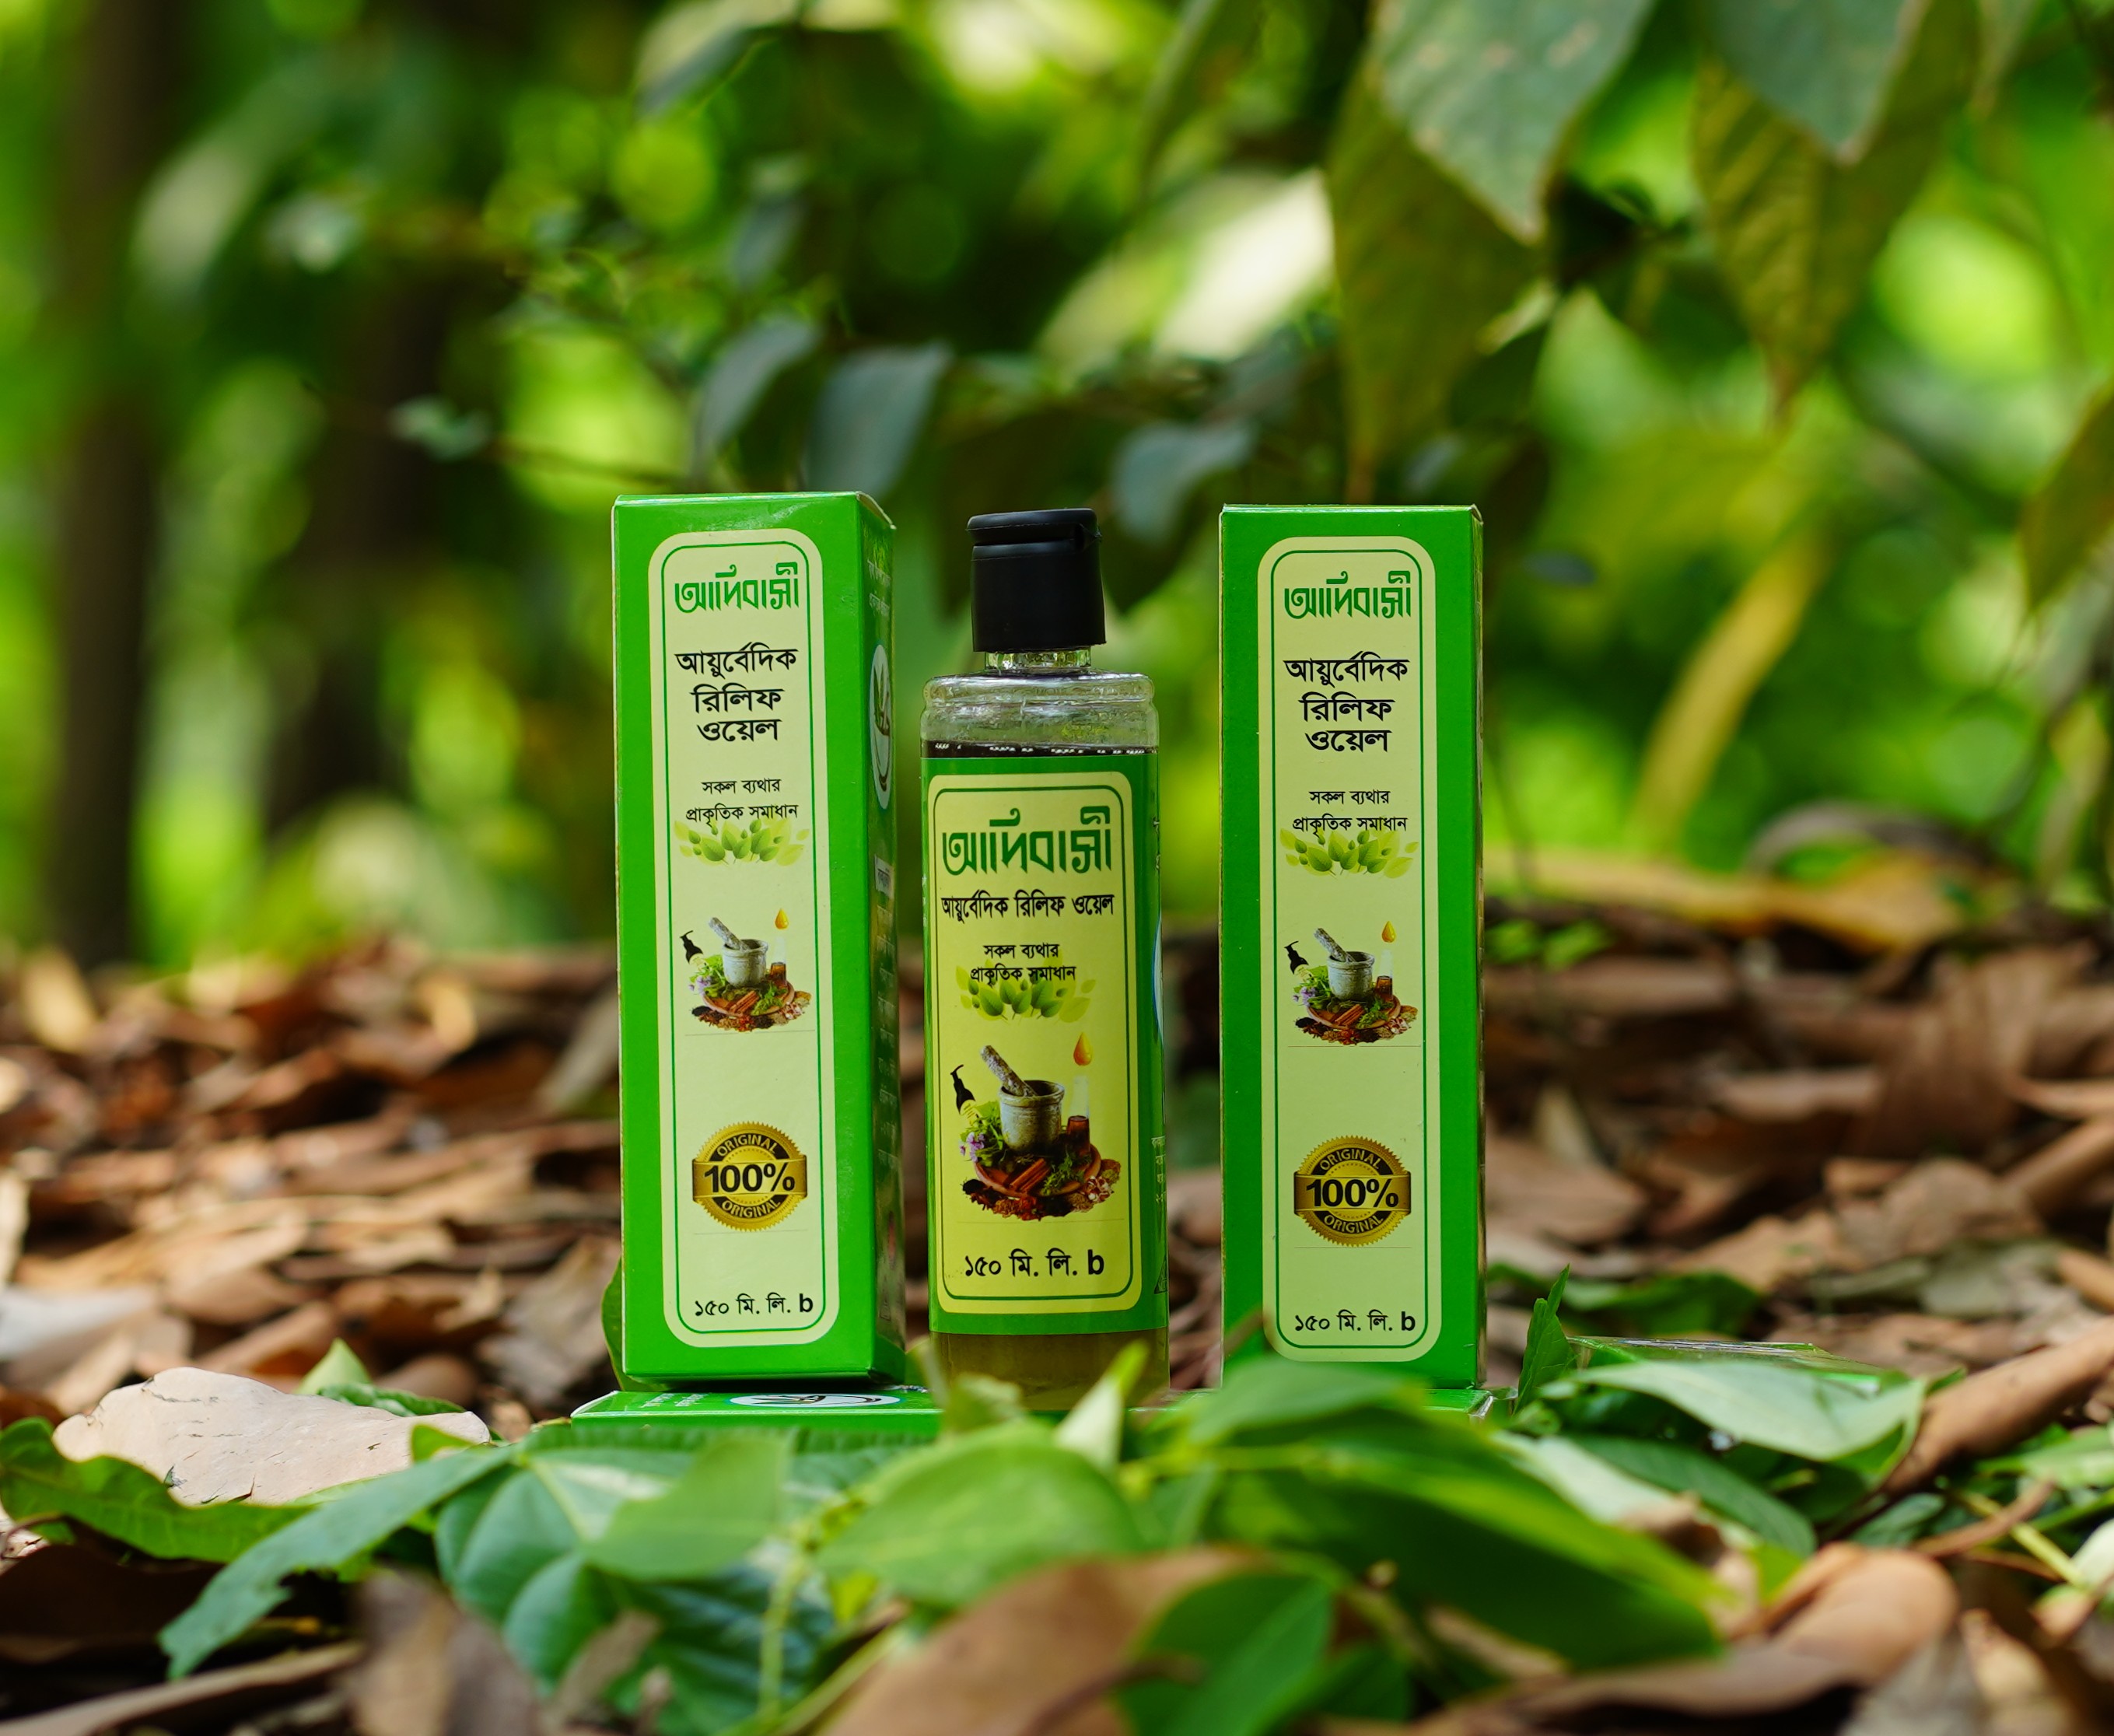 আদিবাসী
আয়ুর্বেদিক
রিলিফ
ওয়েল
সকল ব্যথার
প্রাকৃতিক সমাধান
ORIGINAL
100%
ORIGINAL
১৫০ মি. লি. b
আদিবাসী
আয়ুর্বেদিক রিলিফ ওয়েল
সকল ব্যথার
প্রাকৃতিক সমাধান
১৫০ মি. লি. b
আদিবাসী
আয়ুর্বেদিক
রিলিফ
ওয়েল
সকল ব্যথার
প্রাকৃতিক সমাধান
ORIGINAL
100%
ORIGINAL
১৫০ মি. লি. b